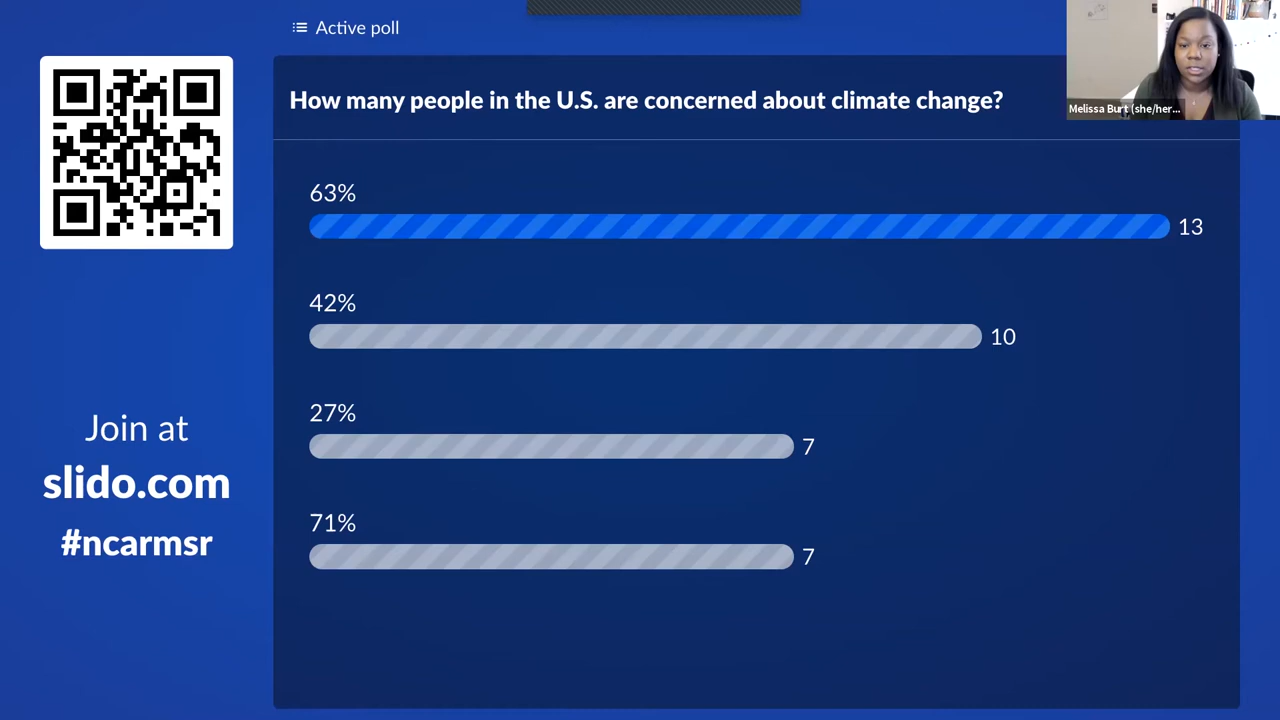 Active poll
How many people in the U.S. are concerned about climate change?
Melissa Burt (she/her...
63%
13
42%
10
27%
7
71%
7
Join at
slido.com
#ncarmsr